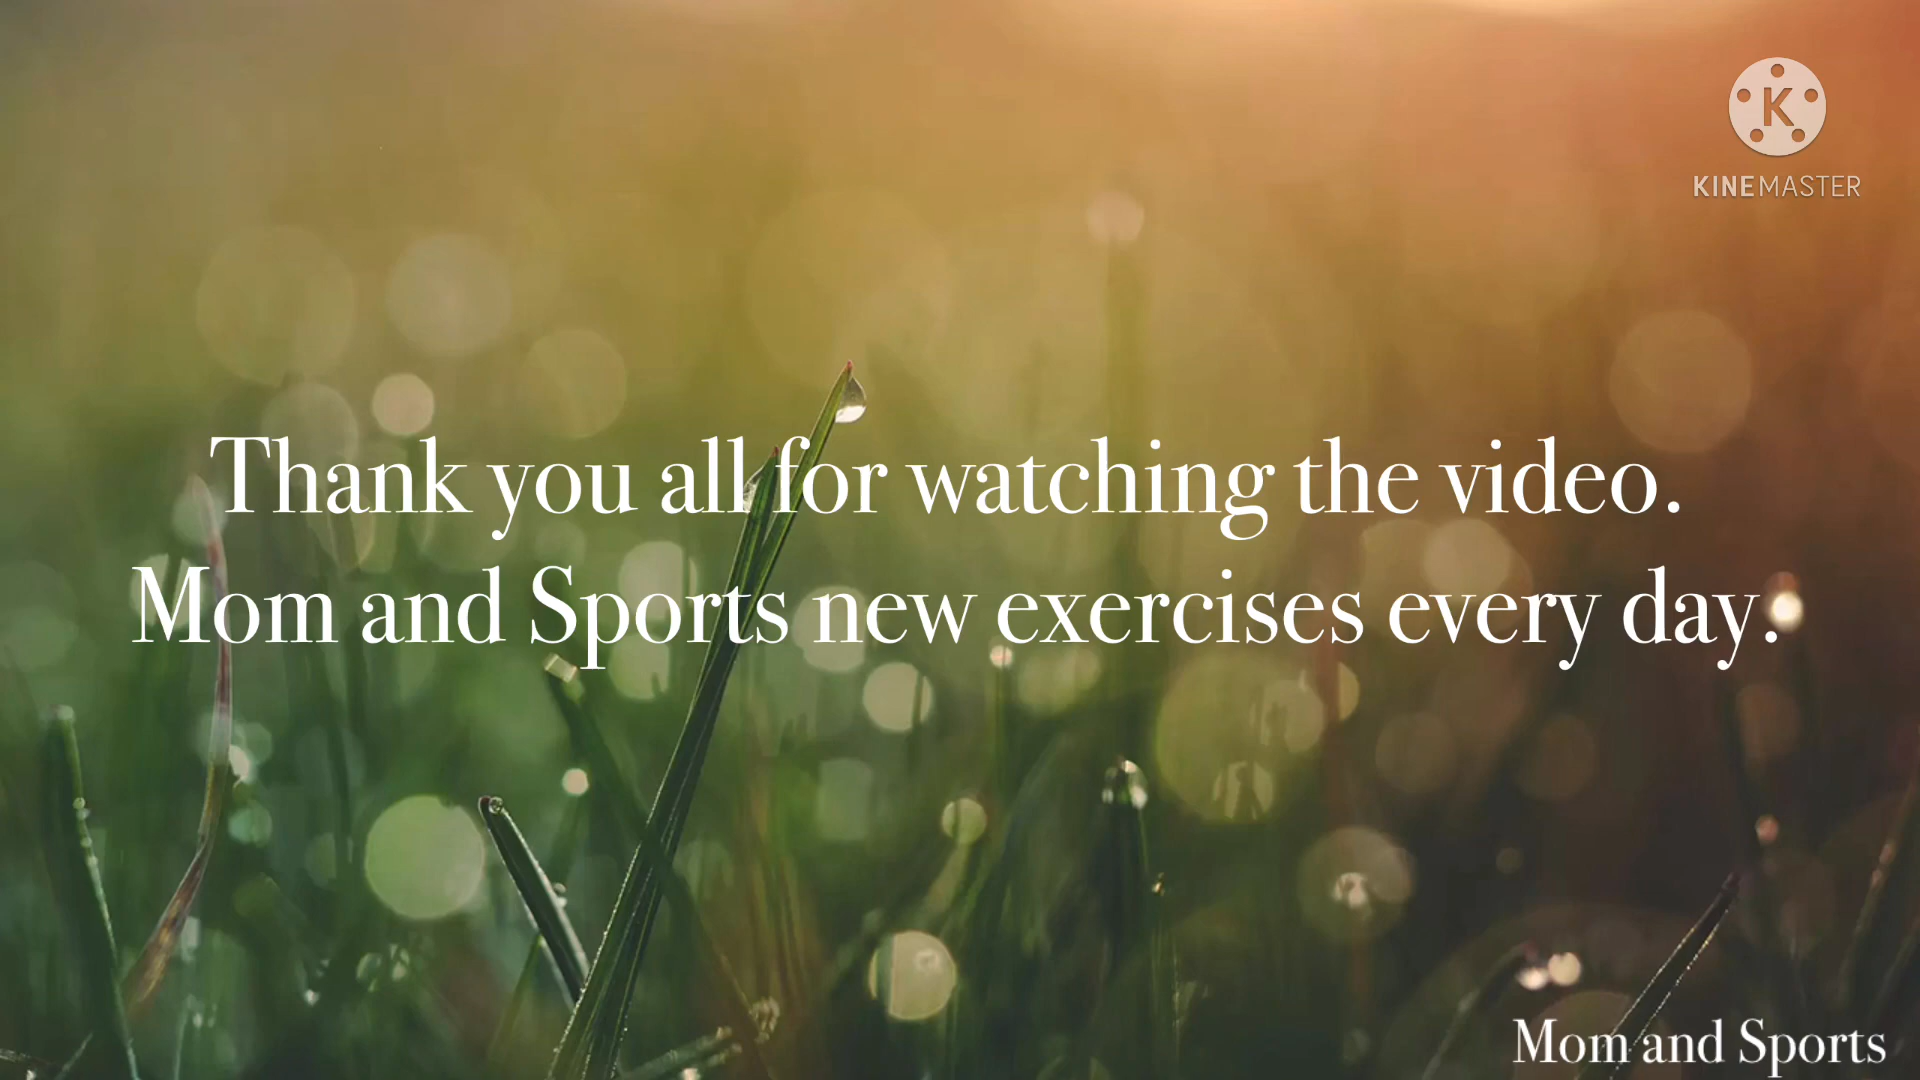 K
KINEMASTER
Thank you all for watching the video.
Mom and Sports new exercises every day.
Mom and Sports